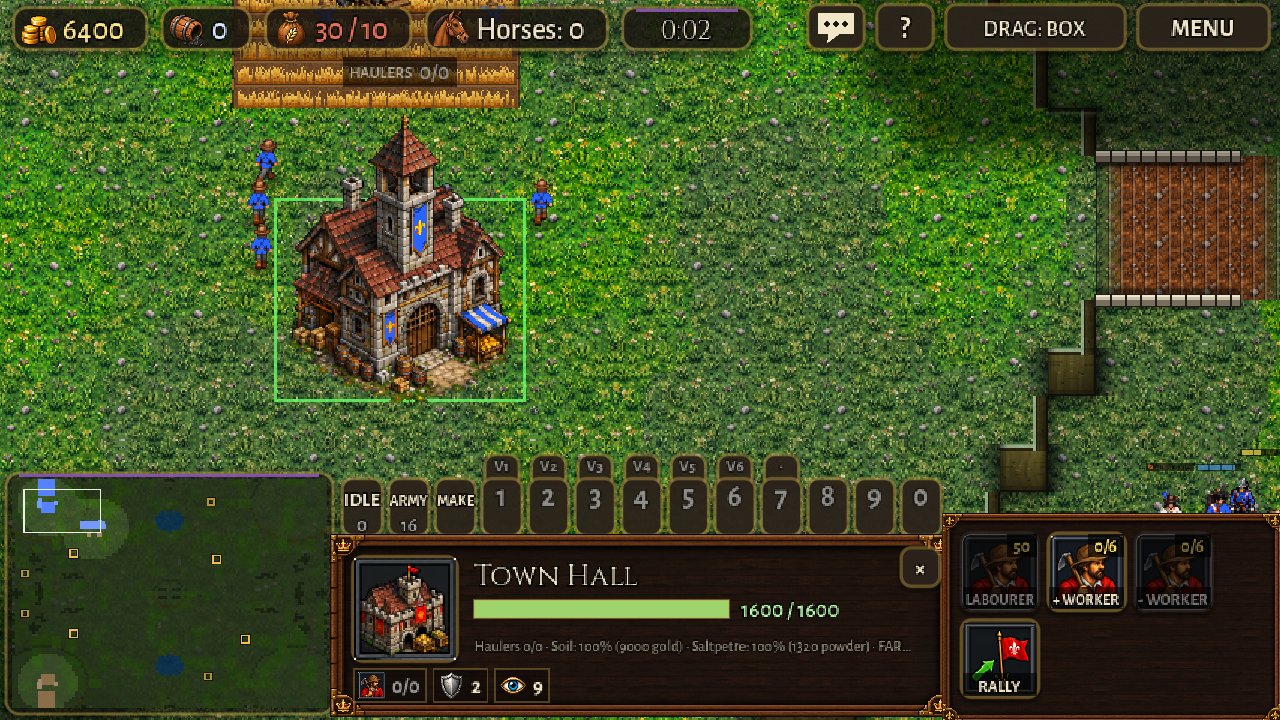 6400
0
30/10
Horses: 0
0:02
?
DRAG: BOX
MENU
HAULERS 0/0
V1
V2
V3
V4
V5
V6
IDLE
0
ARMY
16
MAKE
1
2
3
4
5
6
7
8
9
0
TOWN HALL
×
1600/1600
Haulers 0/0 · Soil: 100% (9000 gold) · Saltpetre: 100% (1320 powder) · FAR...
0/0
2
9
50
LABOURER
0/6
+WORKER
0/6
- WORKER
RALLY